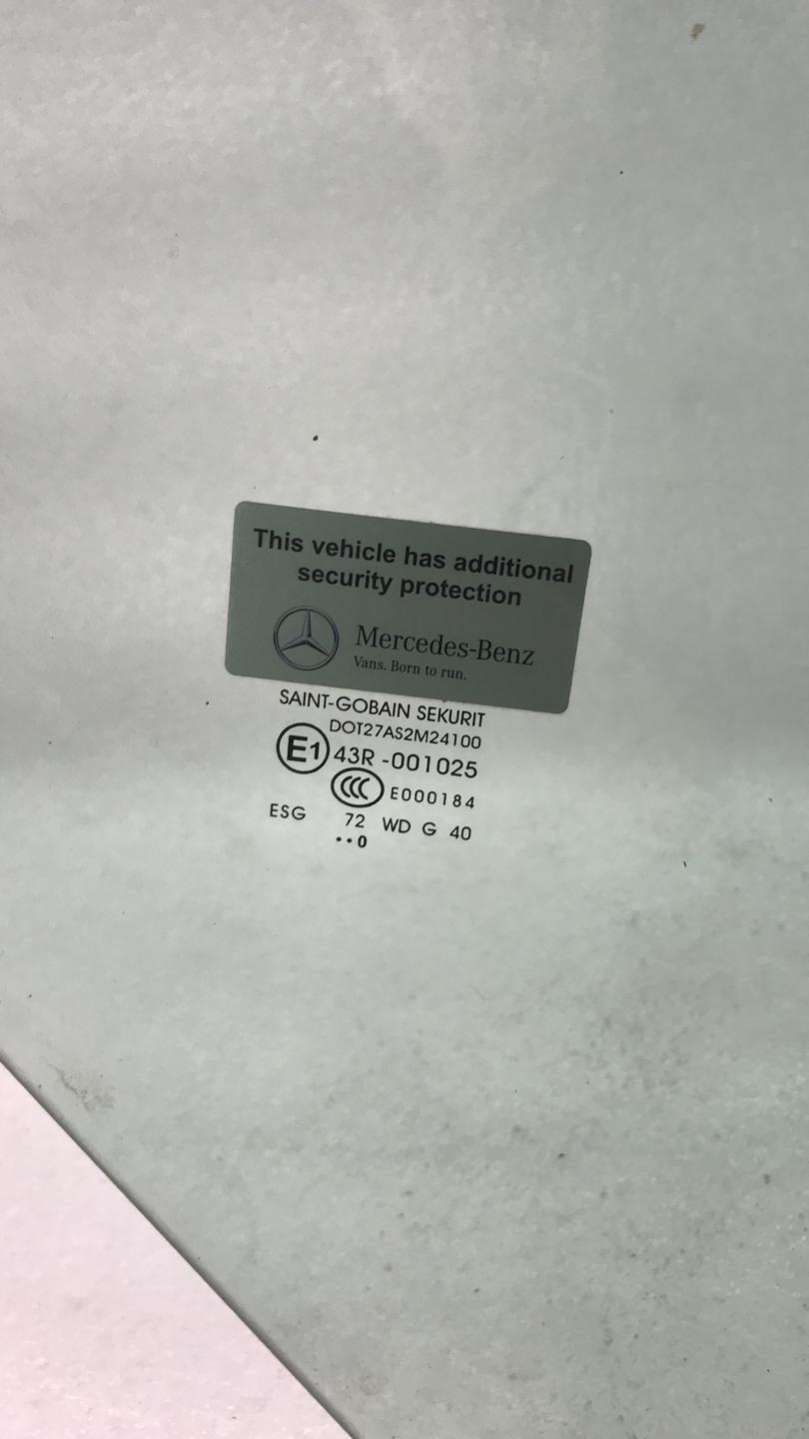 This vehicle has additional
security protection
Mercedes-Benz
Vans. Born to run.
SAINT-GOBAIN SEKURIT
DOT27AS2M24100
E1 43R -001025
CCC E000184
ESG 72 WD G 40
••0